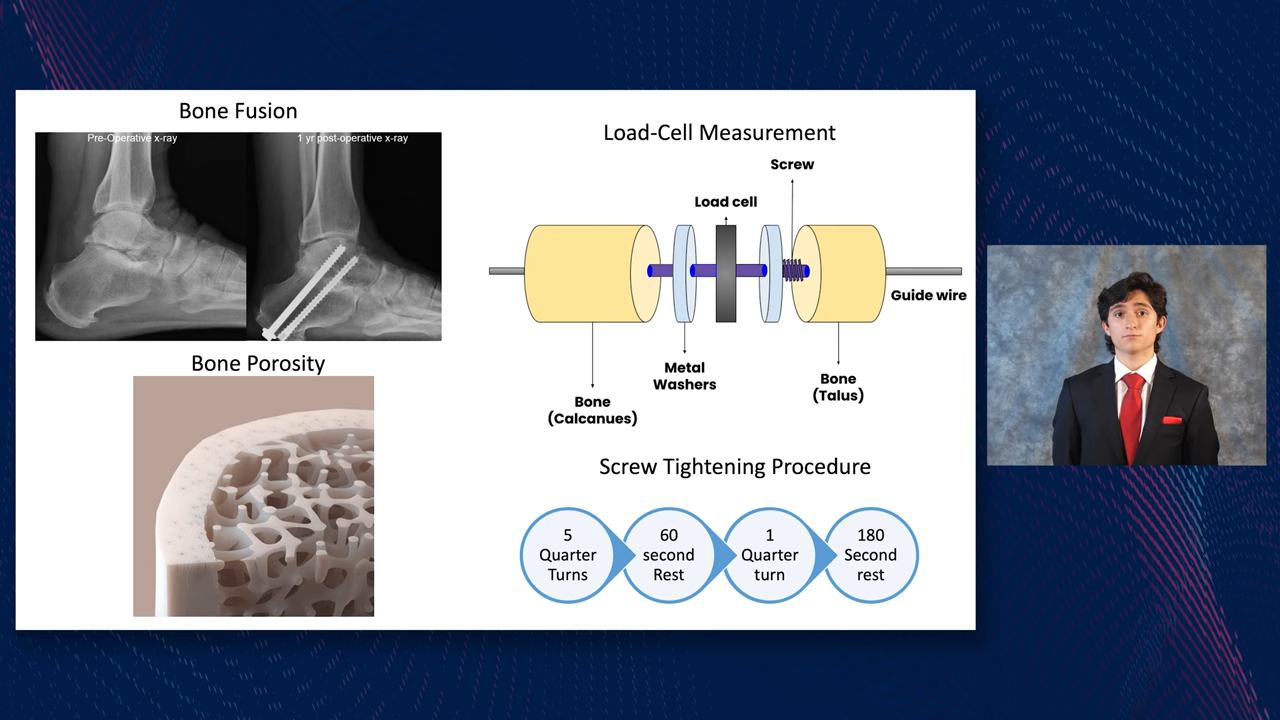 Bone Fusion
Pre-Operative x-ray
1 yr post-operative x-ray
Bone Porosity
Load-Cell Measurement
Screw
Load cell
Guide wire
Metal
Washers
Bone
(Talus)
Bone
(Calcanues)
Screw Tightening Procedure
5
Quarter
Turns
60
second
Rest
1
Quarter
turn
180
Second
rest